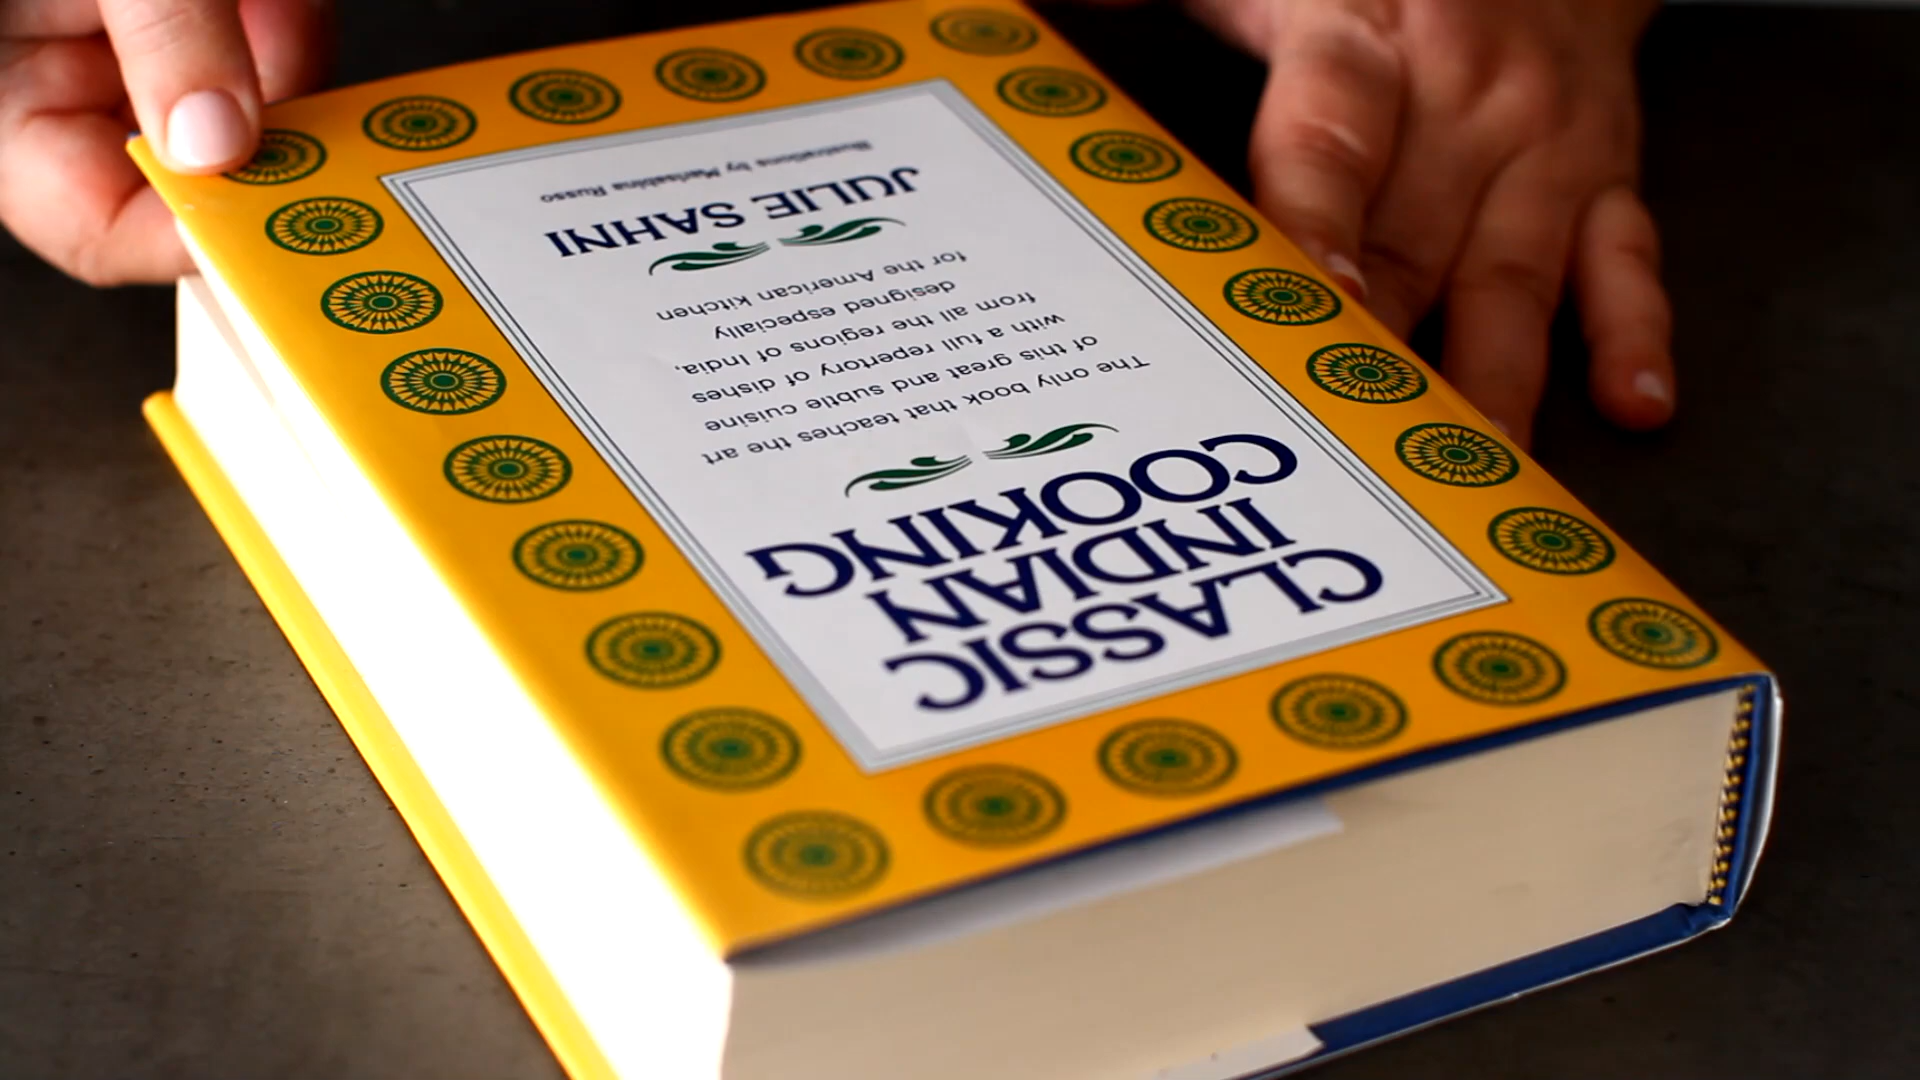 CLASSIC
INDIAN
COOKING
The only book that teaches the art
of this great and subtle cuisine
with a full repertory of dishes
from all the regions of India,
designed especially
for the American kitchen
JULIE SAHNI
Illustrations by Marisabina Russo